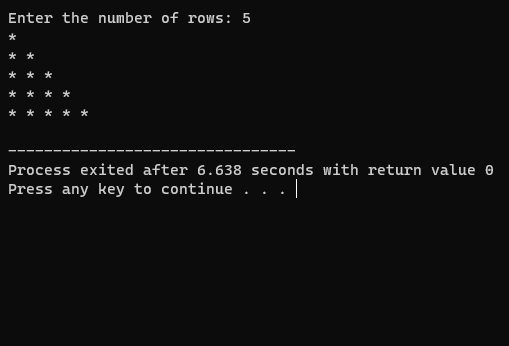 Enter the number of rows: 5
*
* *
* * *
* * * *
* * * * *
--------------------------------
Process exited after 6.638 seconds with return value 0
Press any key to continue . . .